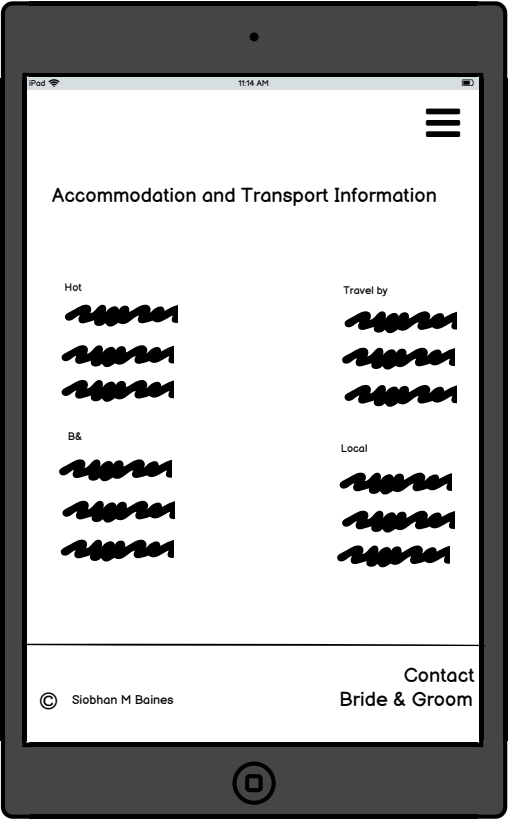 iPad 11:14 AM
Accommodation and Transport Information
Hot
Travel by
B&
Local
© Siobhan M Baines
Contact
Bride & Groom